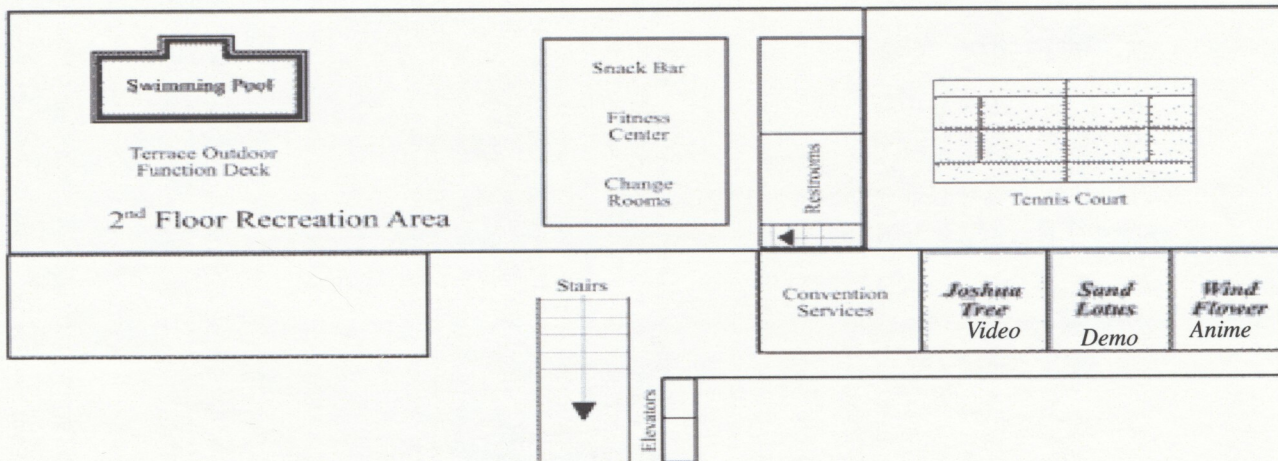 Swimming Pool
Terrace Outdoor
Function Deck
2nd Floor Recreation Area
Snack Bar
Fitness
Center
Change
Rooms
Restrooms
Tennis Court
Stairs
Elevators
Convention
Services
Joshua
Tree
Video
Sand
Lotus
Demo
Wind
Flower
Anime